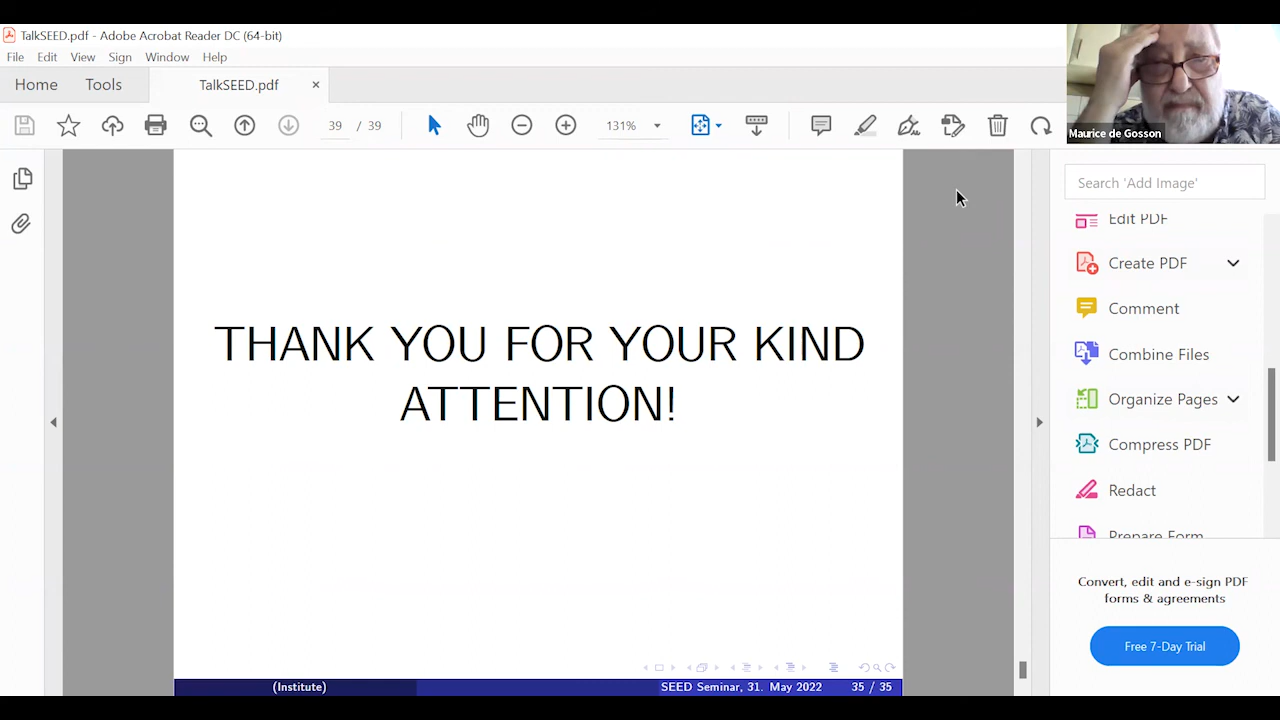 TalkSEED.pdf - Adobe Acrobat Reader DC (64-bit)
File Edit View Sign Window Help
Home Tools TalkSEED.pdf ×
39 / 39 131%
Maurice de Gosson
Search 'Add Image'
Edit PDF
Create PDF
Comment
Combine Files
Organize Pages
Compress PDF
Redact
Prepare Form
THANK YOU FOR YOUR KIND
ATTENTION!
Convert, edit and e-sign PDF
forms & agreements
Free 7-Day Trial
(Institute) SEED Seminar, 31. May 2022 35 / 35